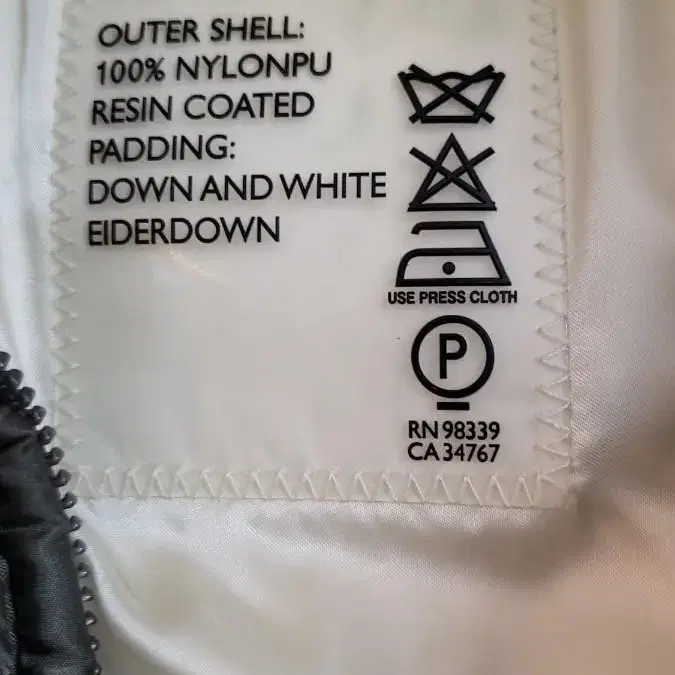 OUTER SHELL:
100% NYLONPU
RESIN COATED
PADDING:
DOWN AND WHITE
EIDERDOWN
USE PRESS CLOTH
P
RN 98339
CA 34767